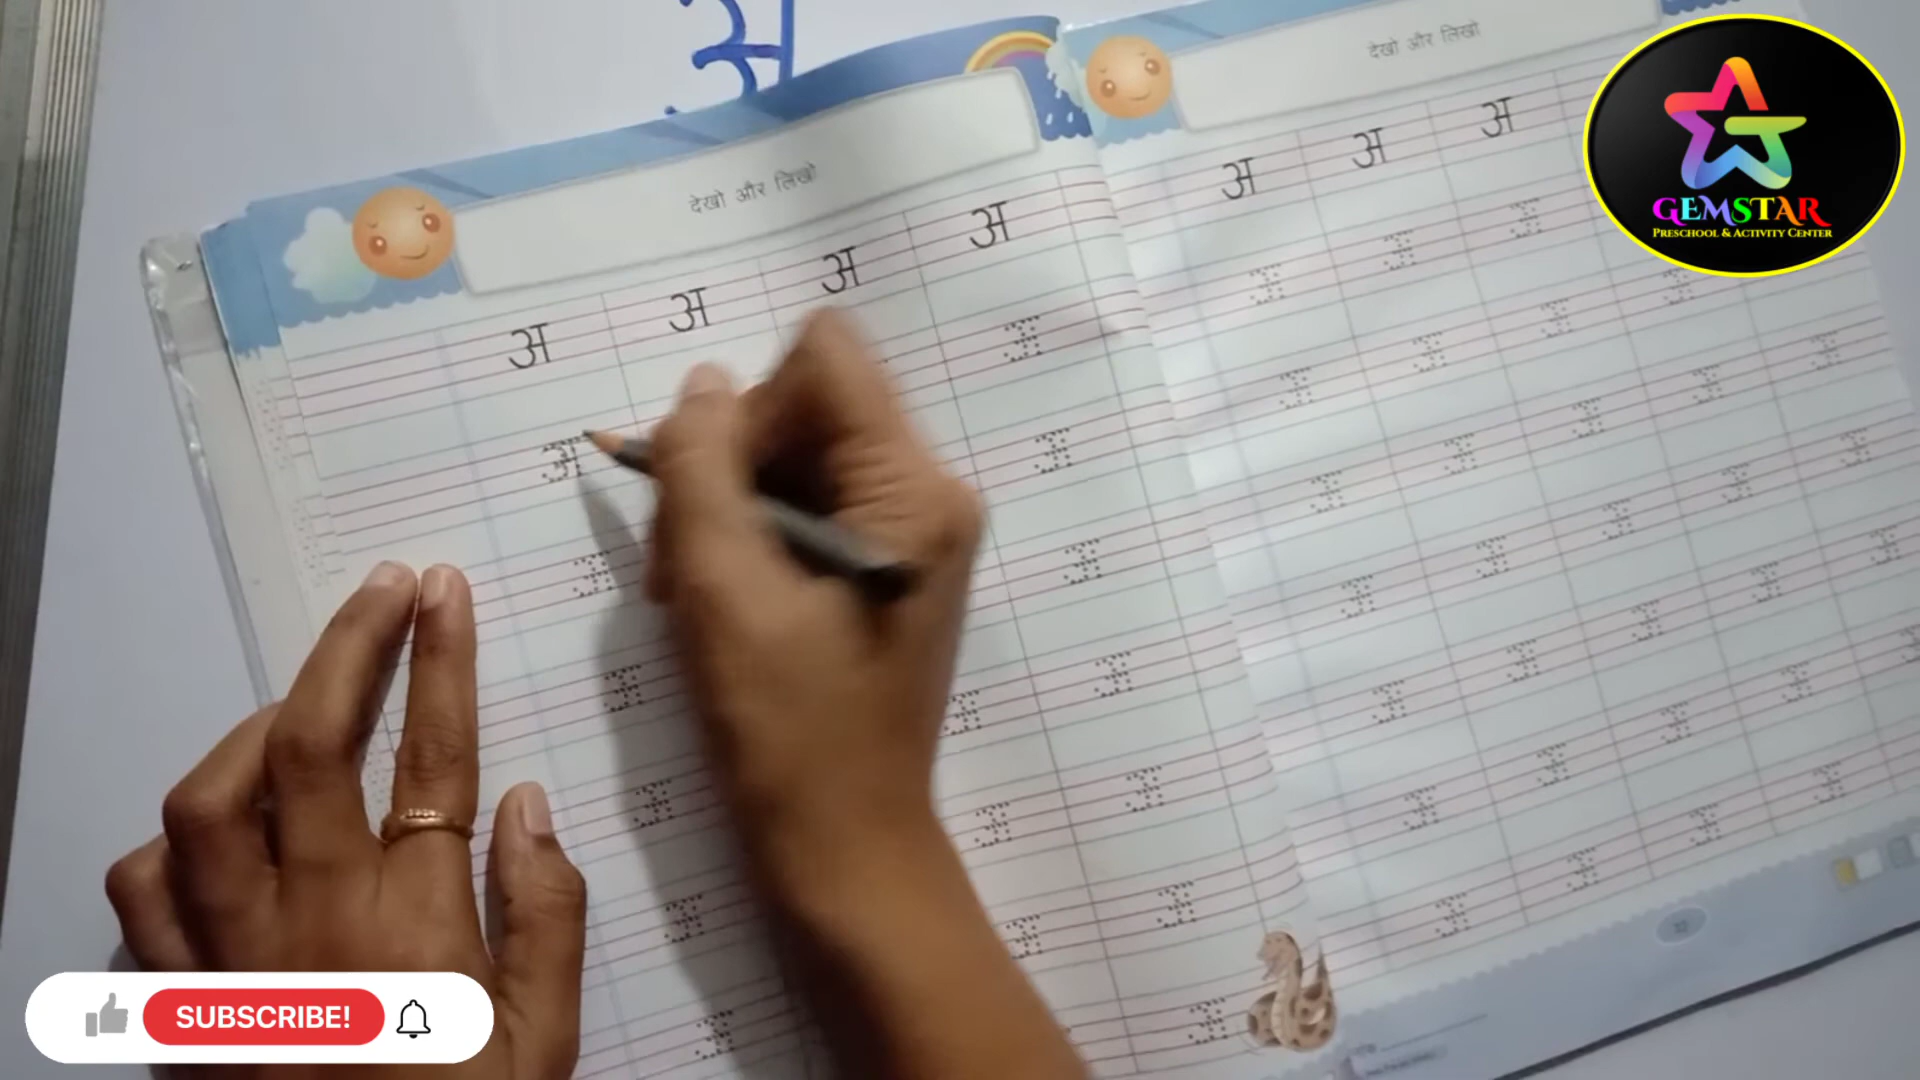 अ
देखो और लिखो
अ अ अ अ
अ अ
अ अ
अ अ अ
अ अ अ
अ अ अ
अ अ
देखो और लिखो
अ अ अ
अ अ अ
अ अ अ अ
अ अ अ अ
अ अ अ अ
अ अ अ अ
अ अ अ अ
अ अ अ अ
GEMSTAR
PRESCHOOL & ACTIVITY CENTER
SUBSCRIBE!